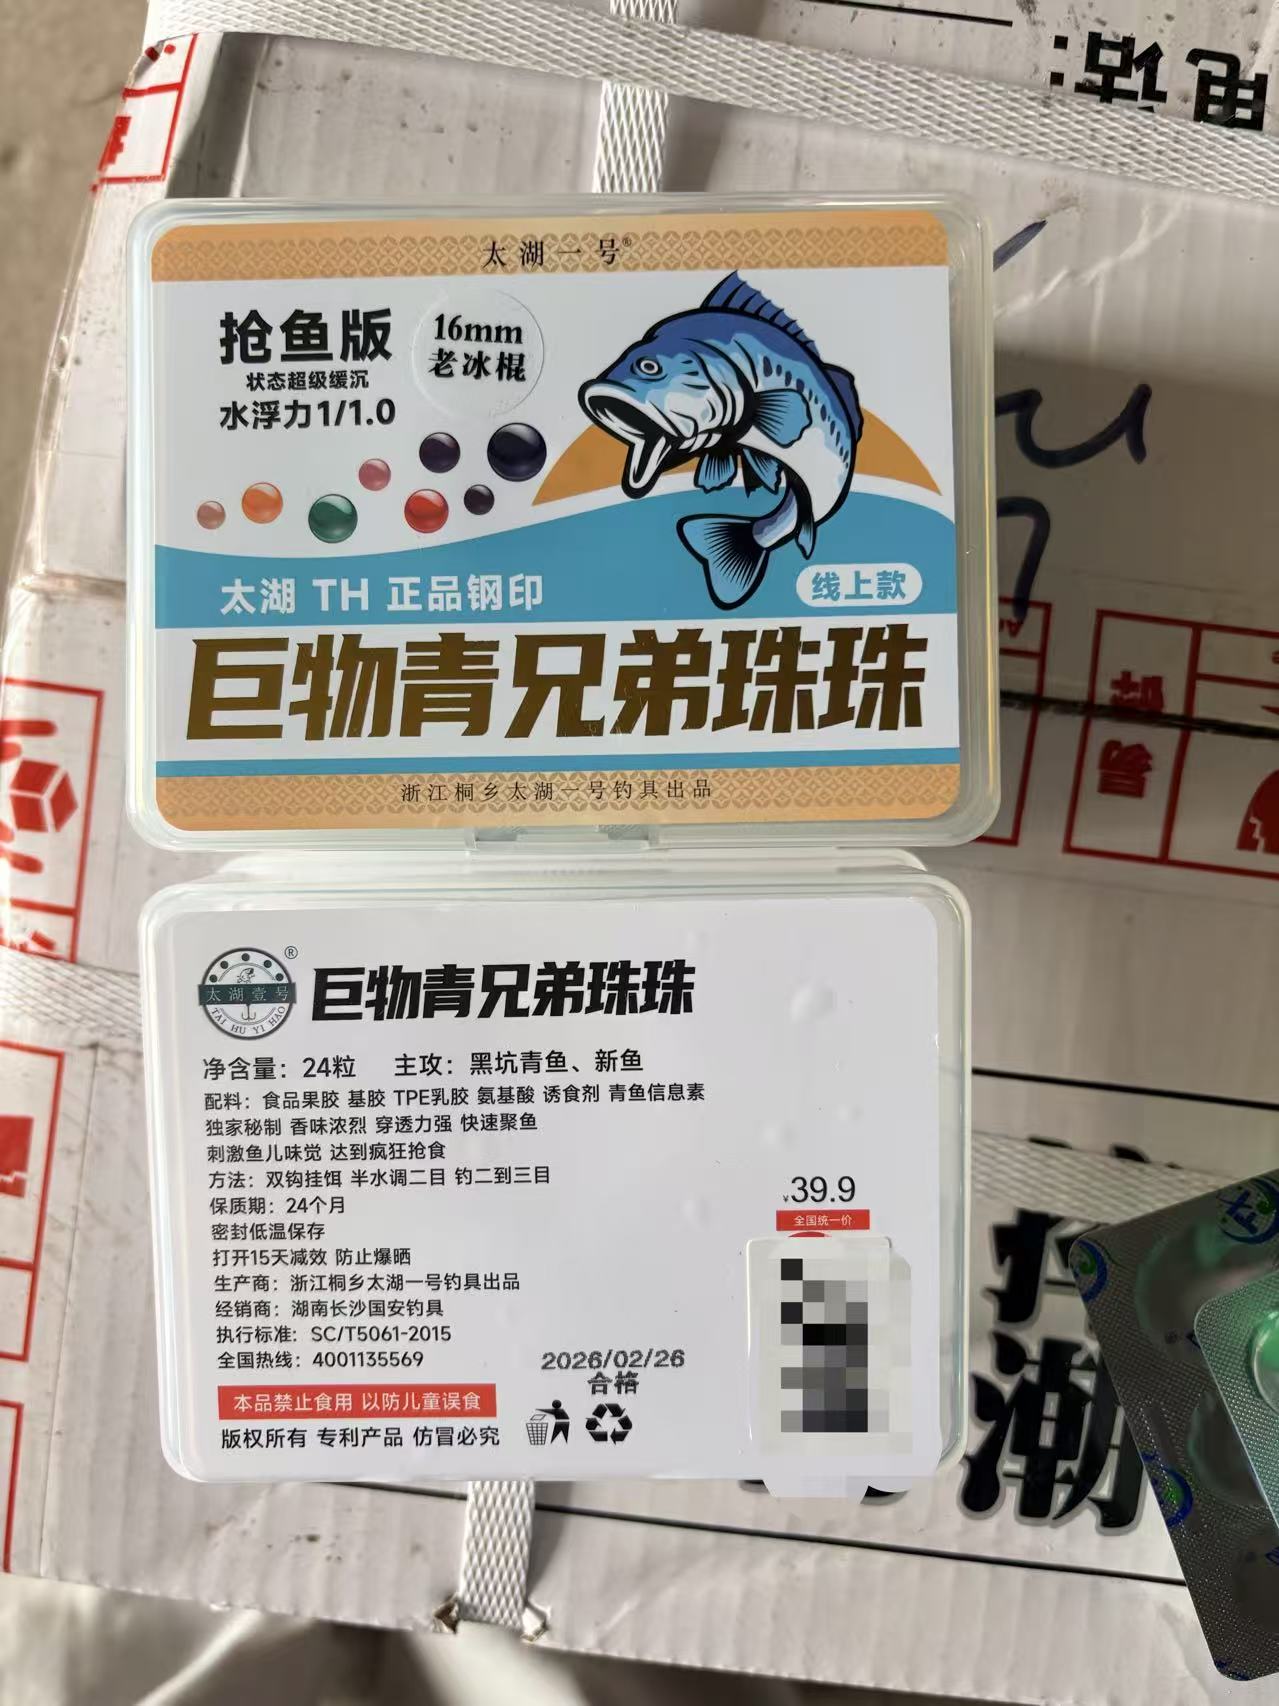 电话:
太湖一号®
抢鱼版
16mm
老冰棍
状态超级缓沉
水浮力1/1.0
太湖 TH 正品钢印
线上款
巨物青兄弟珠珠
浙江桐乡太湖一号钓具出品
®
太湖壹号
TAI HU YI HAO
巨物青兄弟珠珠
净含量：24粒 主攻：黑坑青鱼、新鱼
配料：食品果胶 基胶 TPE乳胶 氨基酸 诱食剂 青鱼信息素
独家秘制 香味浓烈 穿透力强 快速聚鱼
刺激鱼儿味觉 达到疯狂抢食
方法：双钩挂饵 半水调二目 钓二到三目
保质期：24个月
密封低温保存
打开15天减效 防止爆晒
生产商：浙江桐乡太湖一号钓具出品
经销商：湖南长沙国安钓具
执行标准：SC/T5061-2015
全国热线：4001135569
¥39.9
全国统一价
2026/02/26
合格
本品禁止食用 以防儿童误食
版权所有 专利产品 仿冒必究
潮